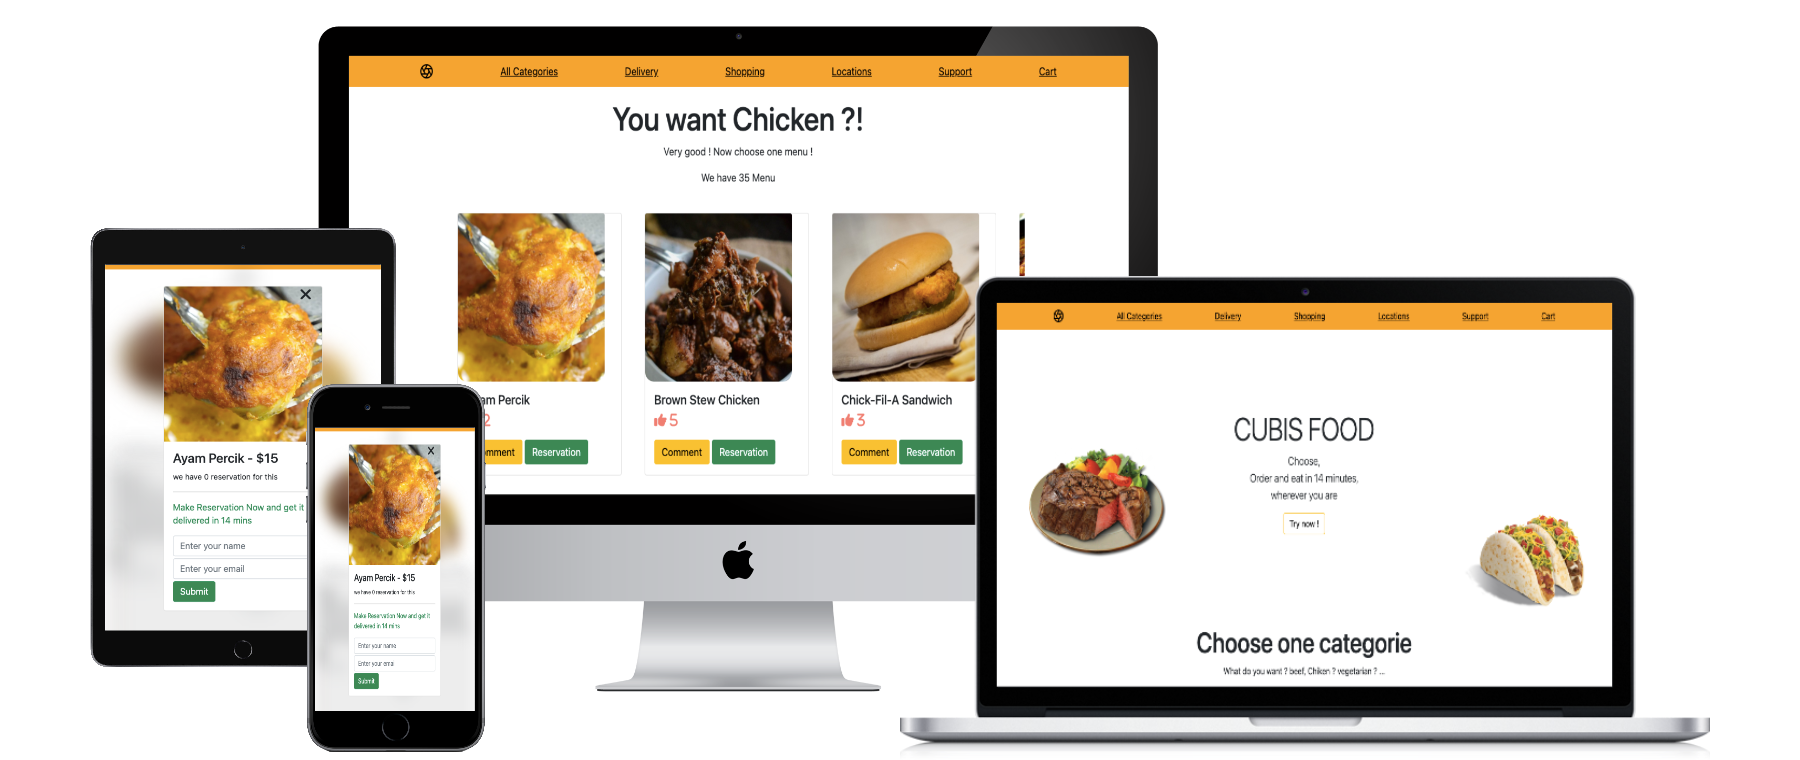 All Categories Delivery Shopping Locations Support Cart
You want Chicken ?!
Very good ! Now choose one menu !
We have 35 Menu
am Percik
2
mment Reservation
Brown Stew Chicken
5
Comment Reservation
Chick-Fil-A Sandwich
3
Comment Reservation
Ayam Percik - $15
we have 0 reservation for this
Make Reservation Now and get it
delivered in 14 mins
Enter your name
Enter your email
Submit
Ayam Percik - $15
we have 0 reservation for this
Make Reservation Now and get it
delivered in 14 mins
Enter your name
Enter your email
Submit
All Categories Delivery Shopping Locations Support Cart
CUBIS FOOD
Choose,
Order and eat in 14 minutes,
wherever you are
Try now !
Choose one categorie
What do you want ? beef, Chiken ? vegetarian ? ...